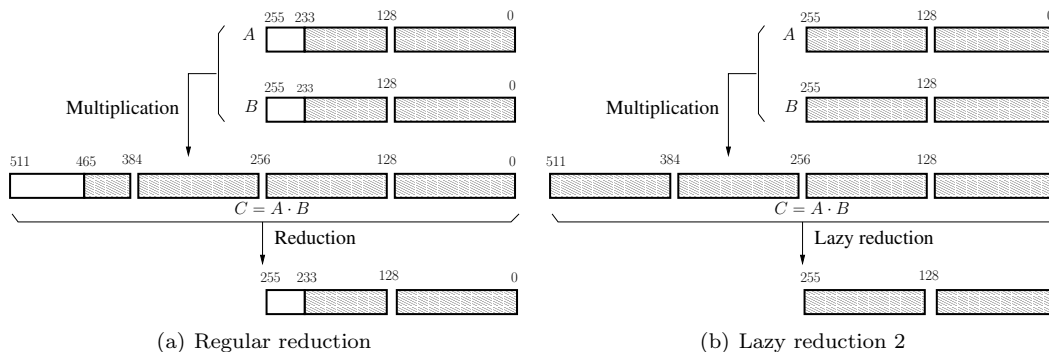 255 233 128 0
A
255 233 128 0
B
Multiplication
511 465 384 256 128 0
C = A · B
Reduction
255 233 128 0
(a) Regular reduction
255 128
A
255 128
B
Multiplication
511 384 256 128
C = A · B
Lazy reduction
255 128
(b) Lazy reduction 2